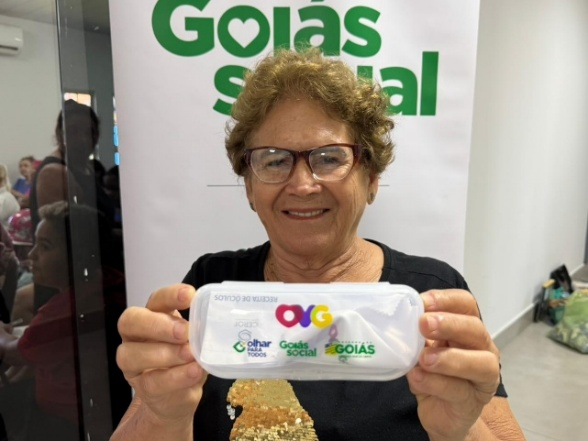 Goiás
social
RECEITA DE ÓCULOS
OVG
olhar
PARA
TODOS
Goiás
social
GOIÁS